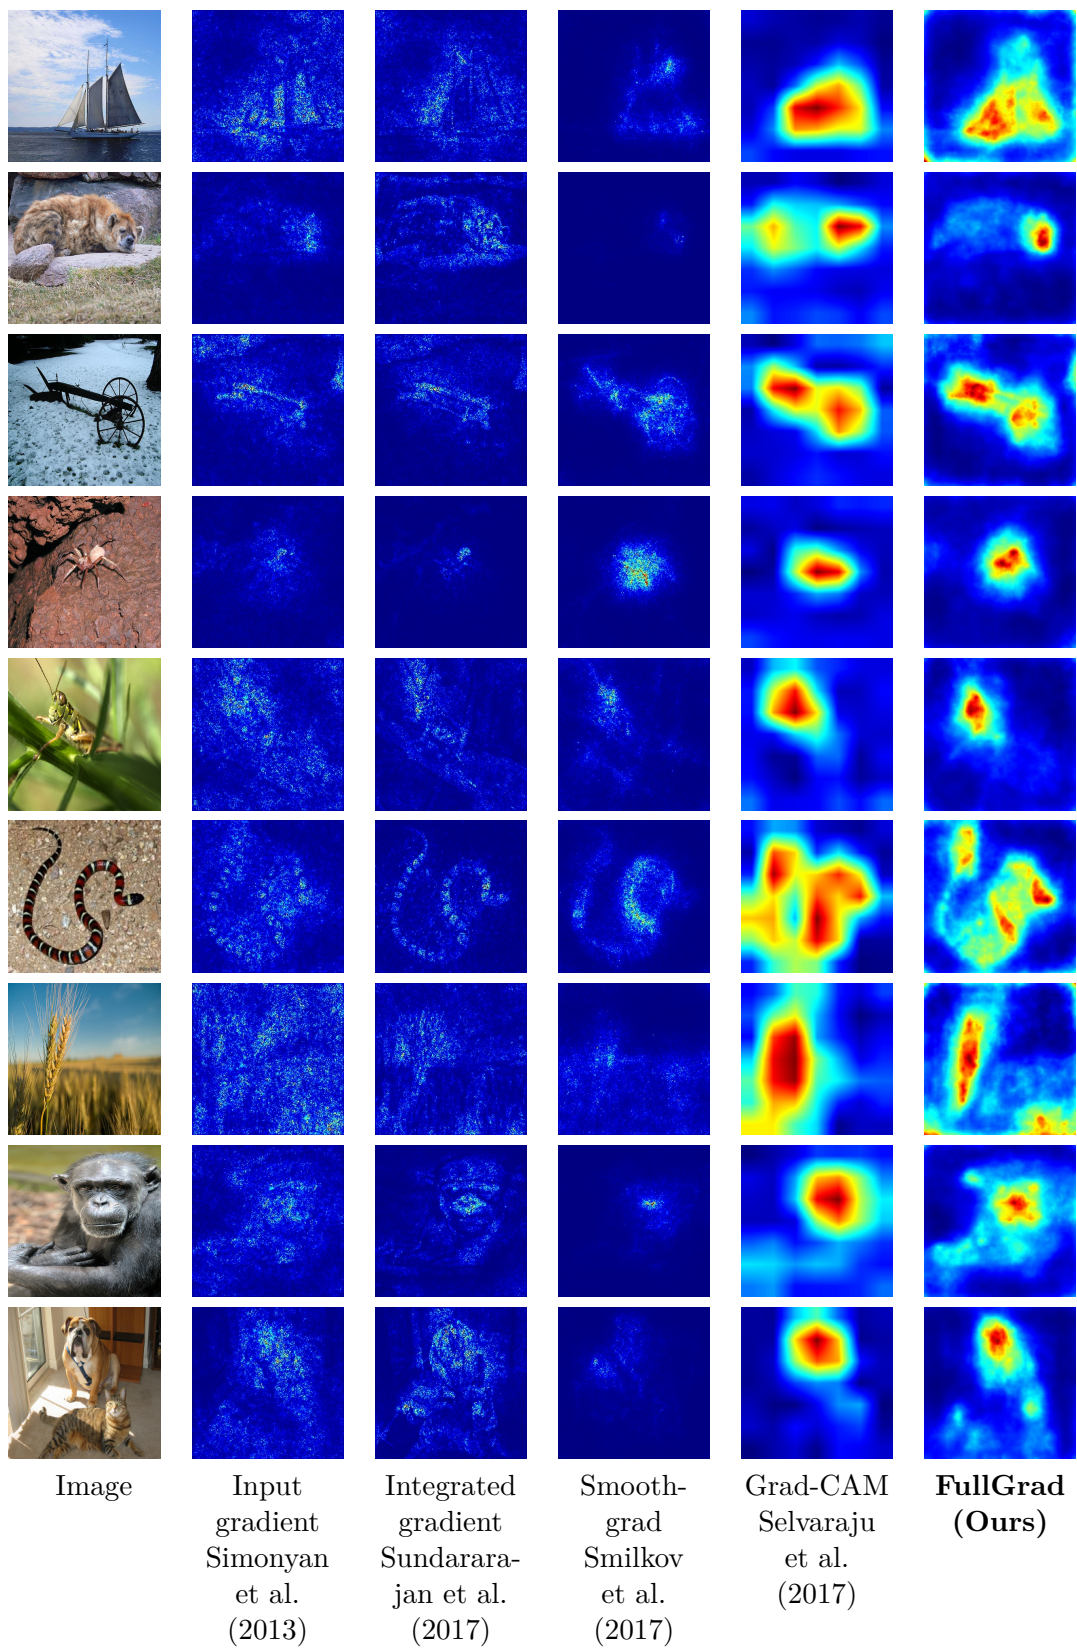 Image
Input
gradient
Simonyan
et al.
(2013)
Integrated
gradient
Sundarara-
jan et al.
(2017)
Smooth-
grad
Smilkov
et al.
(2017)
Grad-CAM
Selvaraju
et al.
(2017)
FullGrad
(Ours)